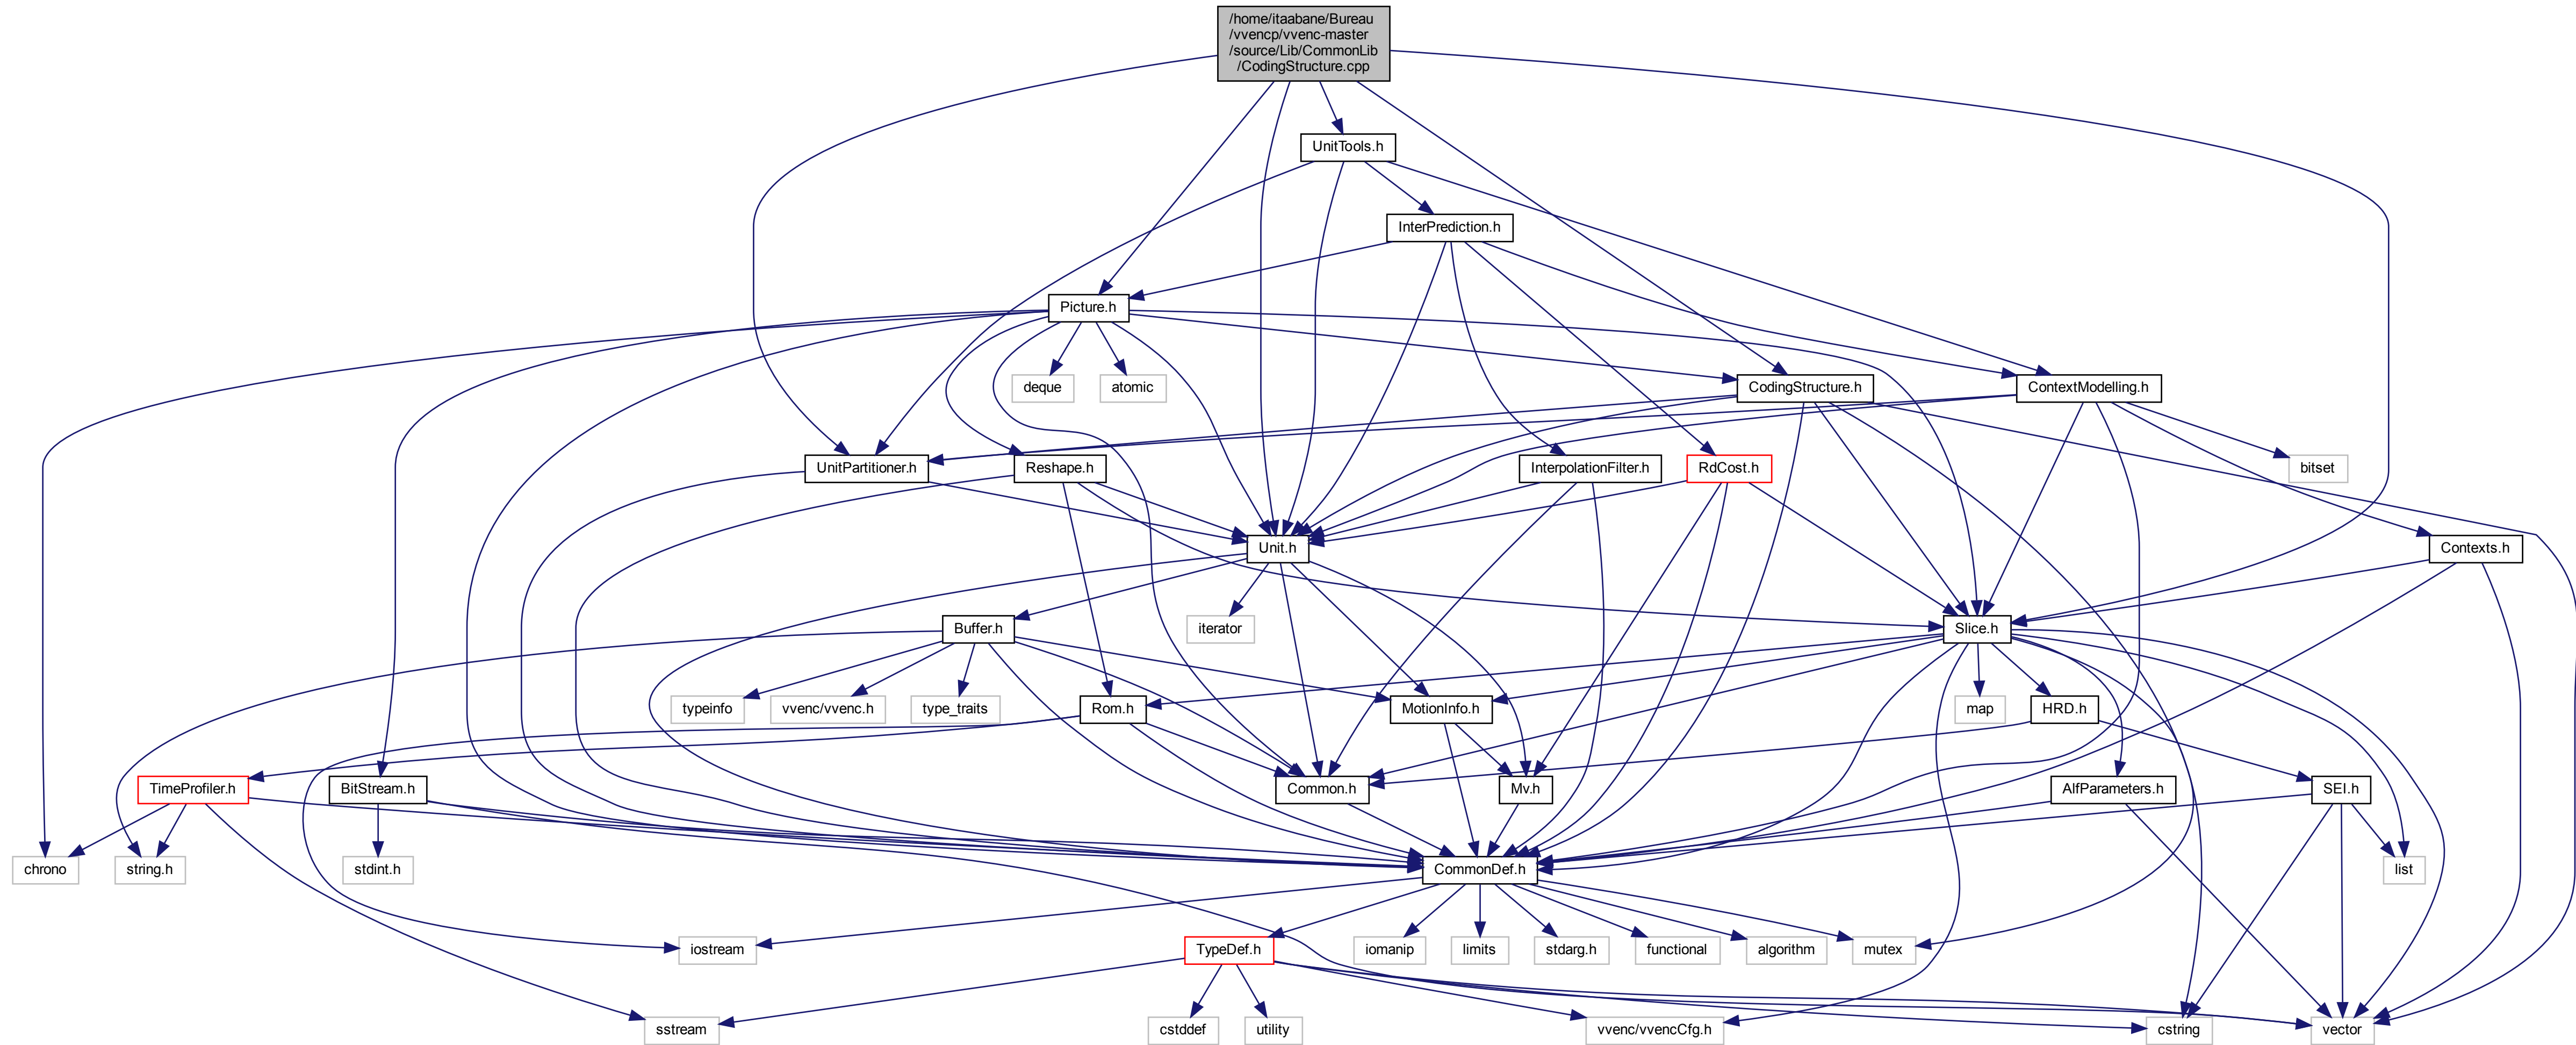 /home/itaabane/Bureau
/vvencp/vvenc-master
/source/Lib/CommonLib
/CodingStructure.cpp
UnitTools.h
InterPrediction.h
Picture.h
deque
atomic
CodingStructure.h
ContextModelling.h
UnitPartitioner.h
Reshape.h
InterpolationFilter.h
RdCost.h
bitset
Unit.h
Contexts.h
Buffer.h
iterator
Slice.h
typeinfo
vvenc/vvenc.h
type_traits
Rom.h
MotionInfo.h
map
HRD.h
TimeProfiler.h
BitStream.h
Common.h
Mv.h
AlfParameters.h
SEI.h
chrono
string.h
stdint.h
CommonDef.h
list
iostream
TypeDef.h
iomanip
limits
stdarg.h
functional
algorithm
mutex
sstream
cstddef
utility
vvenc/vvencCfg.h
cstring
vector